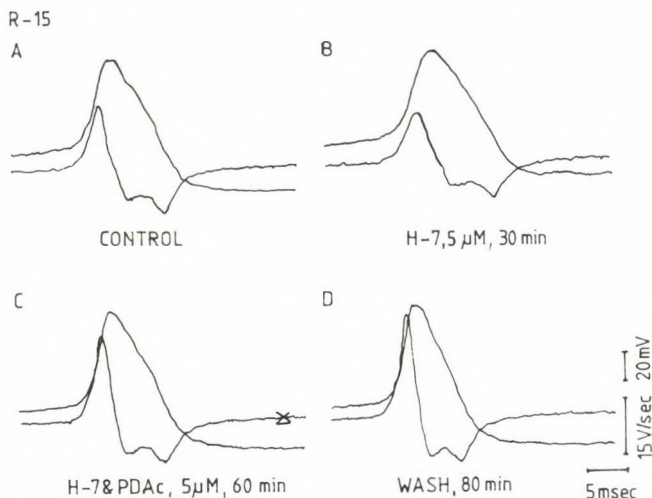 R-15
A
B
CONTROL
H-7,5 µM, 30 min
C
D
20 mV
15 V/sec
H-7 & PDAc, 5µM, 60 min
WASH, 80 min
5 msec